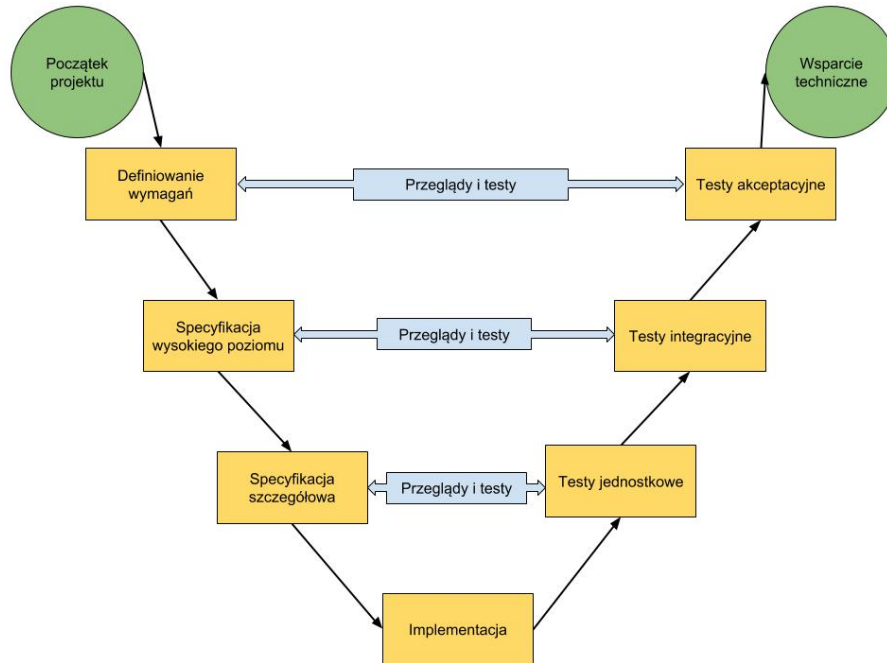 Początek
projektu
Wsparcie
techniczne
Definiowanie
wymagań
Przeglądy i testy
Testy akceptacyjne
Specyfikacja
wysokiego poziomu
Przeglądy i testy
Testy integracyjne
Specyfikacja
szczegółowa
Przeglądy i testy
Testy jednostkowe
Implementacja